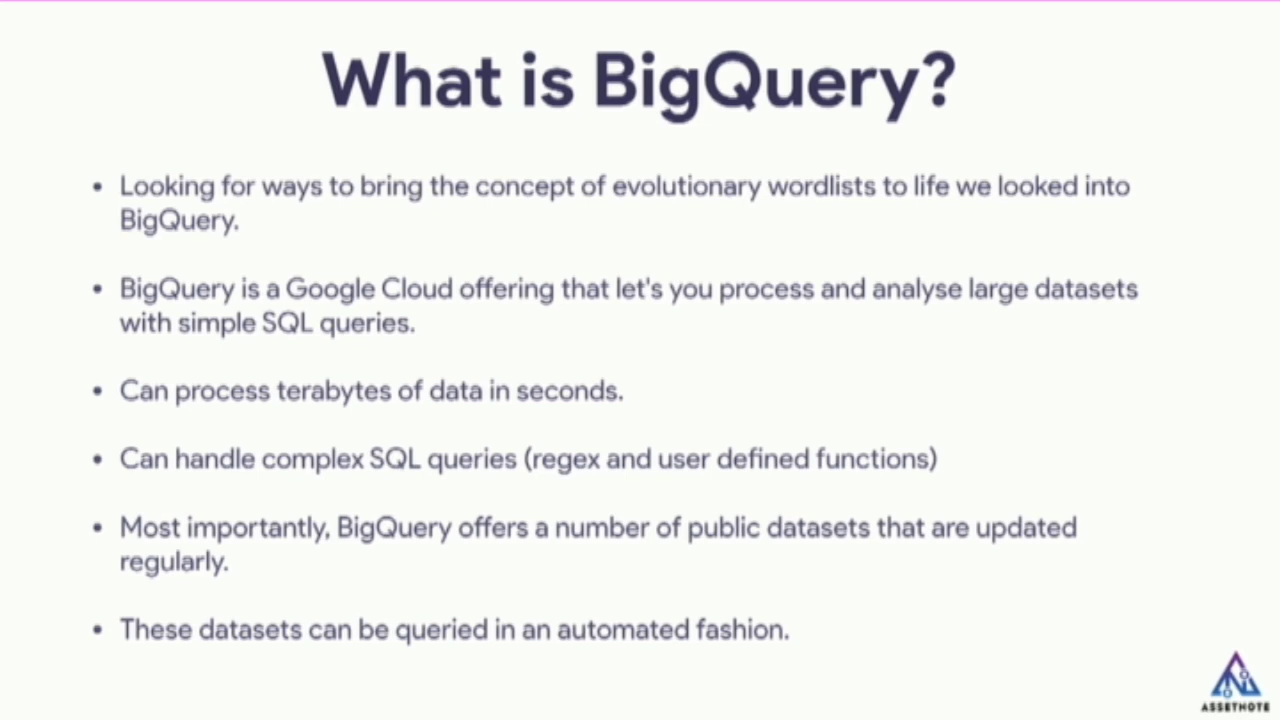 What is BigQuery?
• Looking for ways to bring the concept of evolutionary wordlists to life we looked into
BigQuery.
• BigQuery is a Google Cloud offering that let's you process and analyse large datasets
with simple SQL queries.
• Can process terabytes of data in seconds.
• Can handle complex SQL queries (regex and user defined functions)
• Most importantly, BigQuery offers a number of public datasets that are updated
regularly.
• These datasets can be queried in an automated fashion.
ASSETNOTE